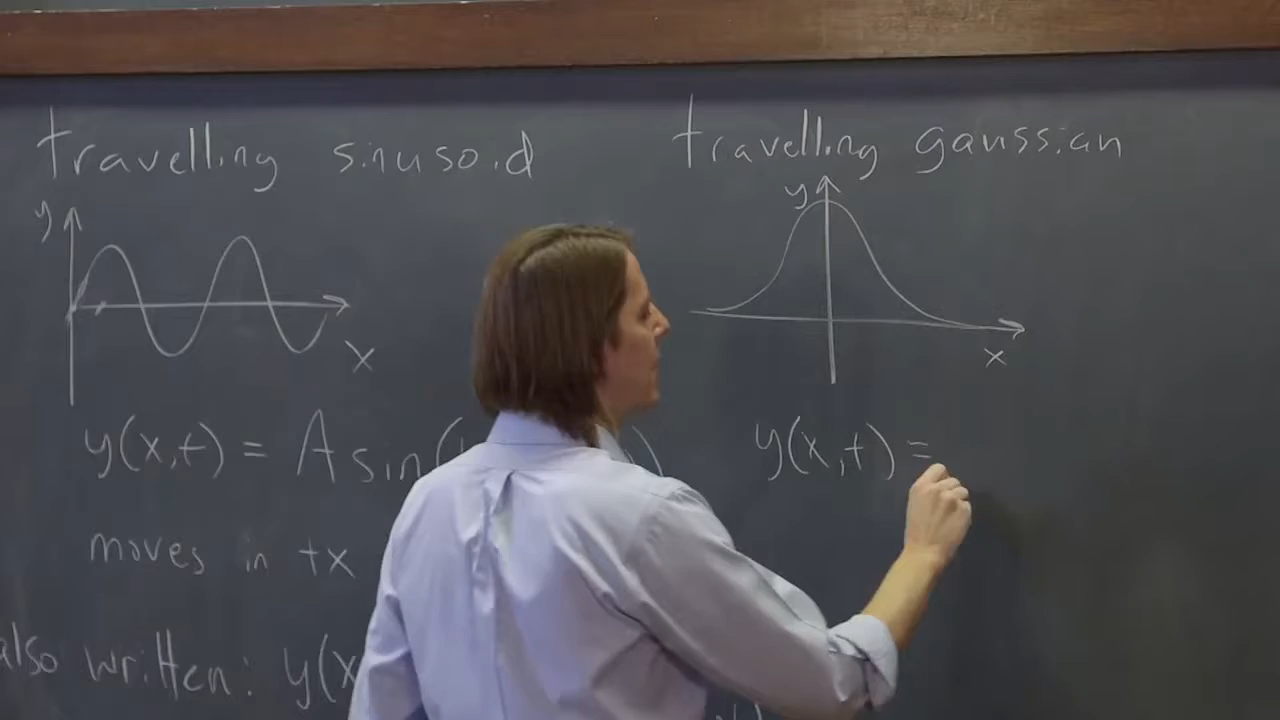 travelling sinusoid
y
x
y(x,t) = A sin(
moves in +x
also written: y(x
travelling gaussian
y
x
y(x,t) =